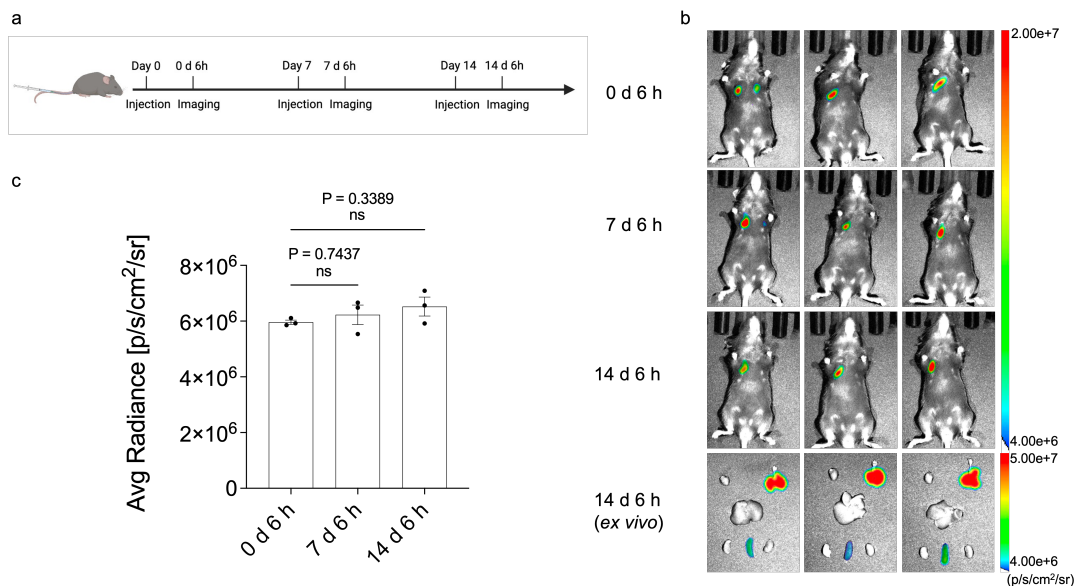 a
Day 0 0 d 6h Day 7 7 d 6h Day 14 14 d 6h
Injection Imaging Injection Imaging Injection Imaging
b
0 d 6 h
7 d 6 h
14 d 6 h
14 d 6 h
(ex vivo)
2.00e+7
4.00e+6
5.00e+7
4.00e+6
(p/s/cm²/sr)
c
P = 0.3389
ns
P = 0.7437
ns
Avg Radiance [p/s/cm²/sr]
8×10⁶
6×10⁶
4×10⁶
2×10⁶
0
0 d 6 h
7 d 6 h
14 d 6 h